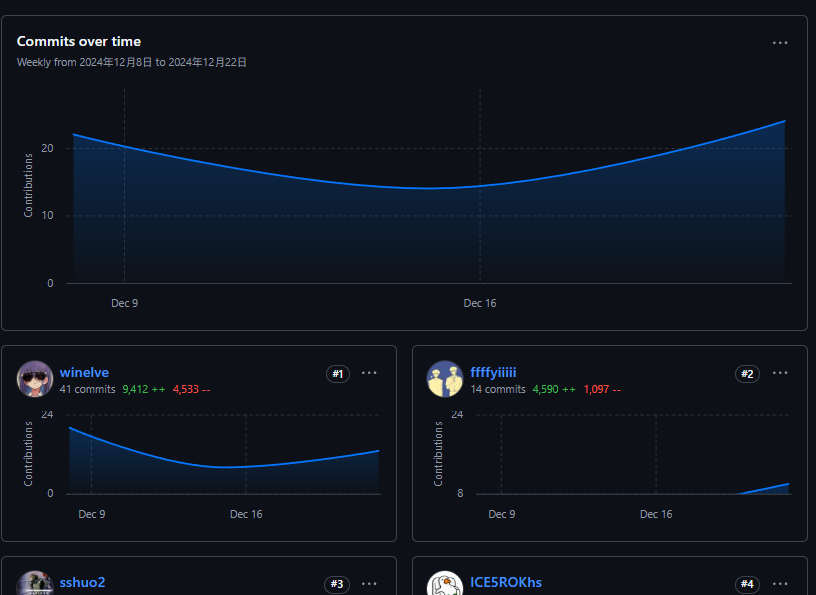 Commits over time
Weekly from 2024年12月8日 to 2024年12月22日
20
10
0
Contributions
Dec 9
Dec 16
winelve
#1
41 commits 9,412 ++ 4,533 --
24
0
Contributions
Dec 9
Dec 16
ffffyiiiii
#2
14 commits 4,590 ++ 1,097 --
24
8
Contributions
Dec 9
Dec 16
sshuo2
#3
ICE5ROKhs
#4